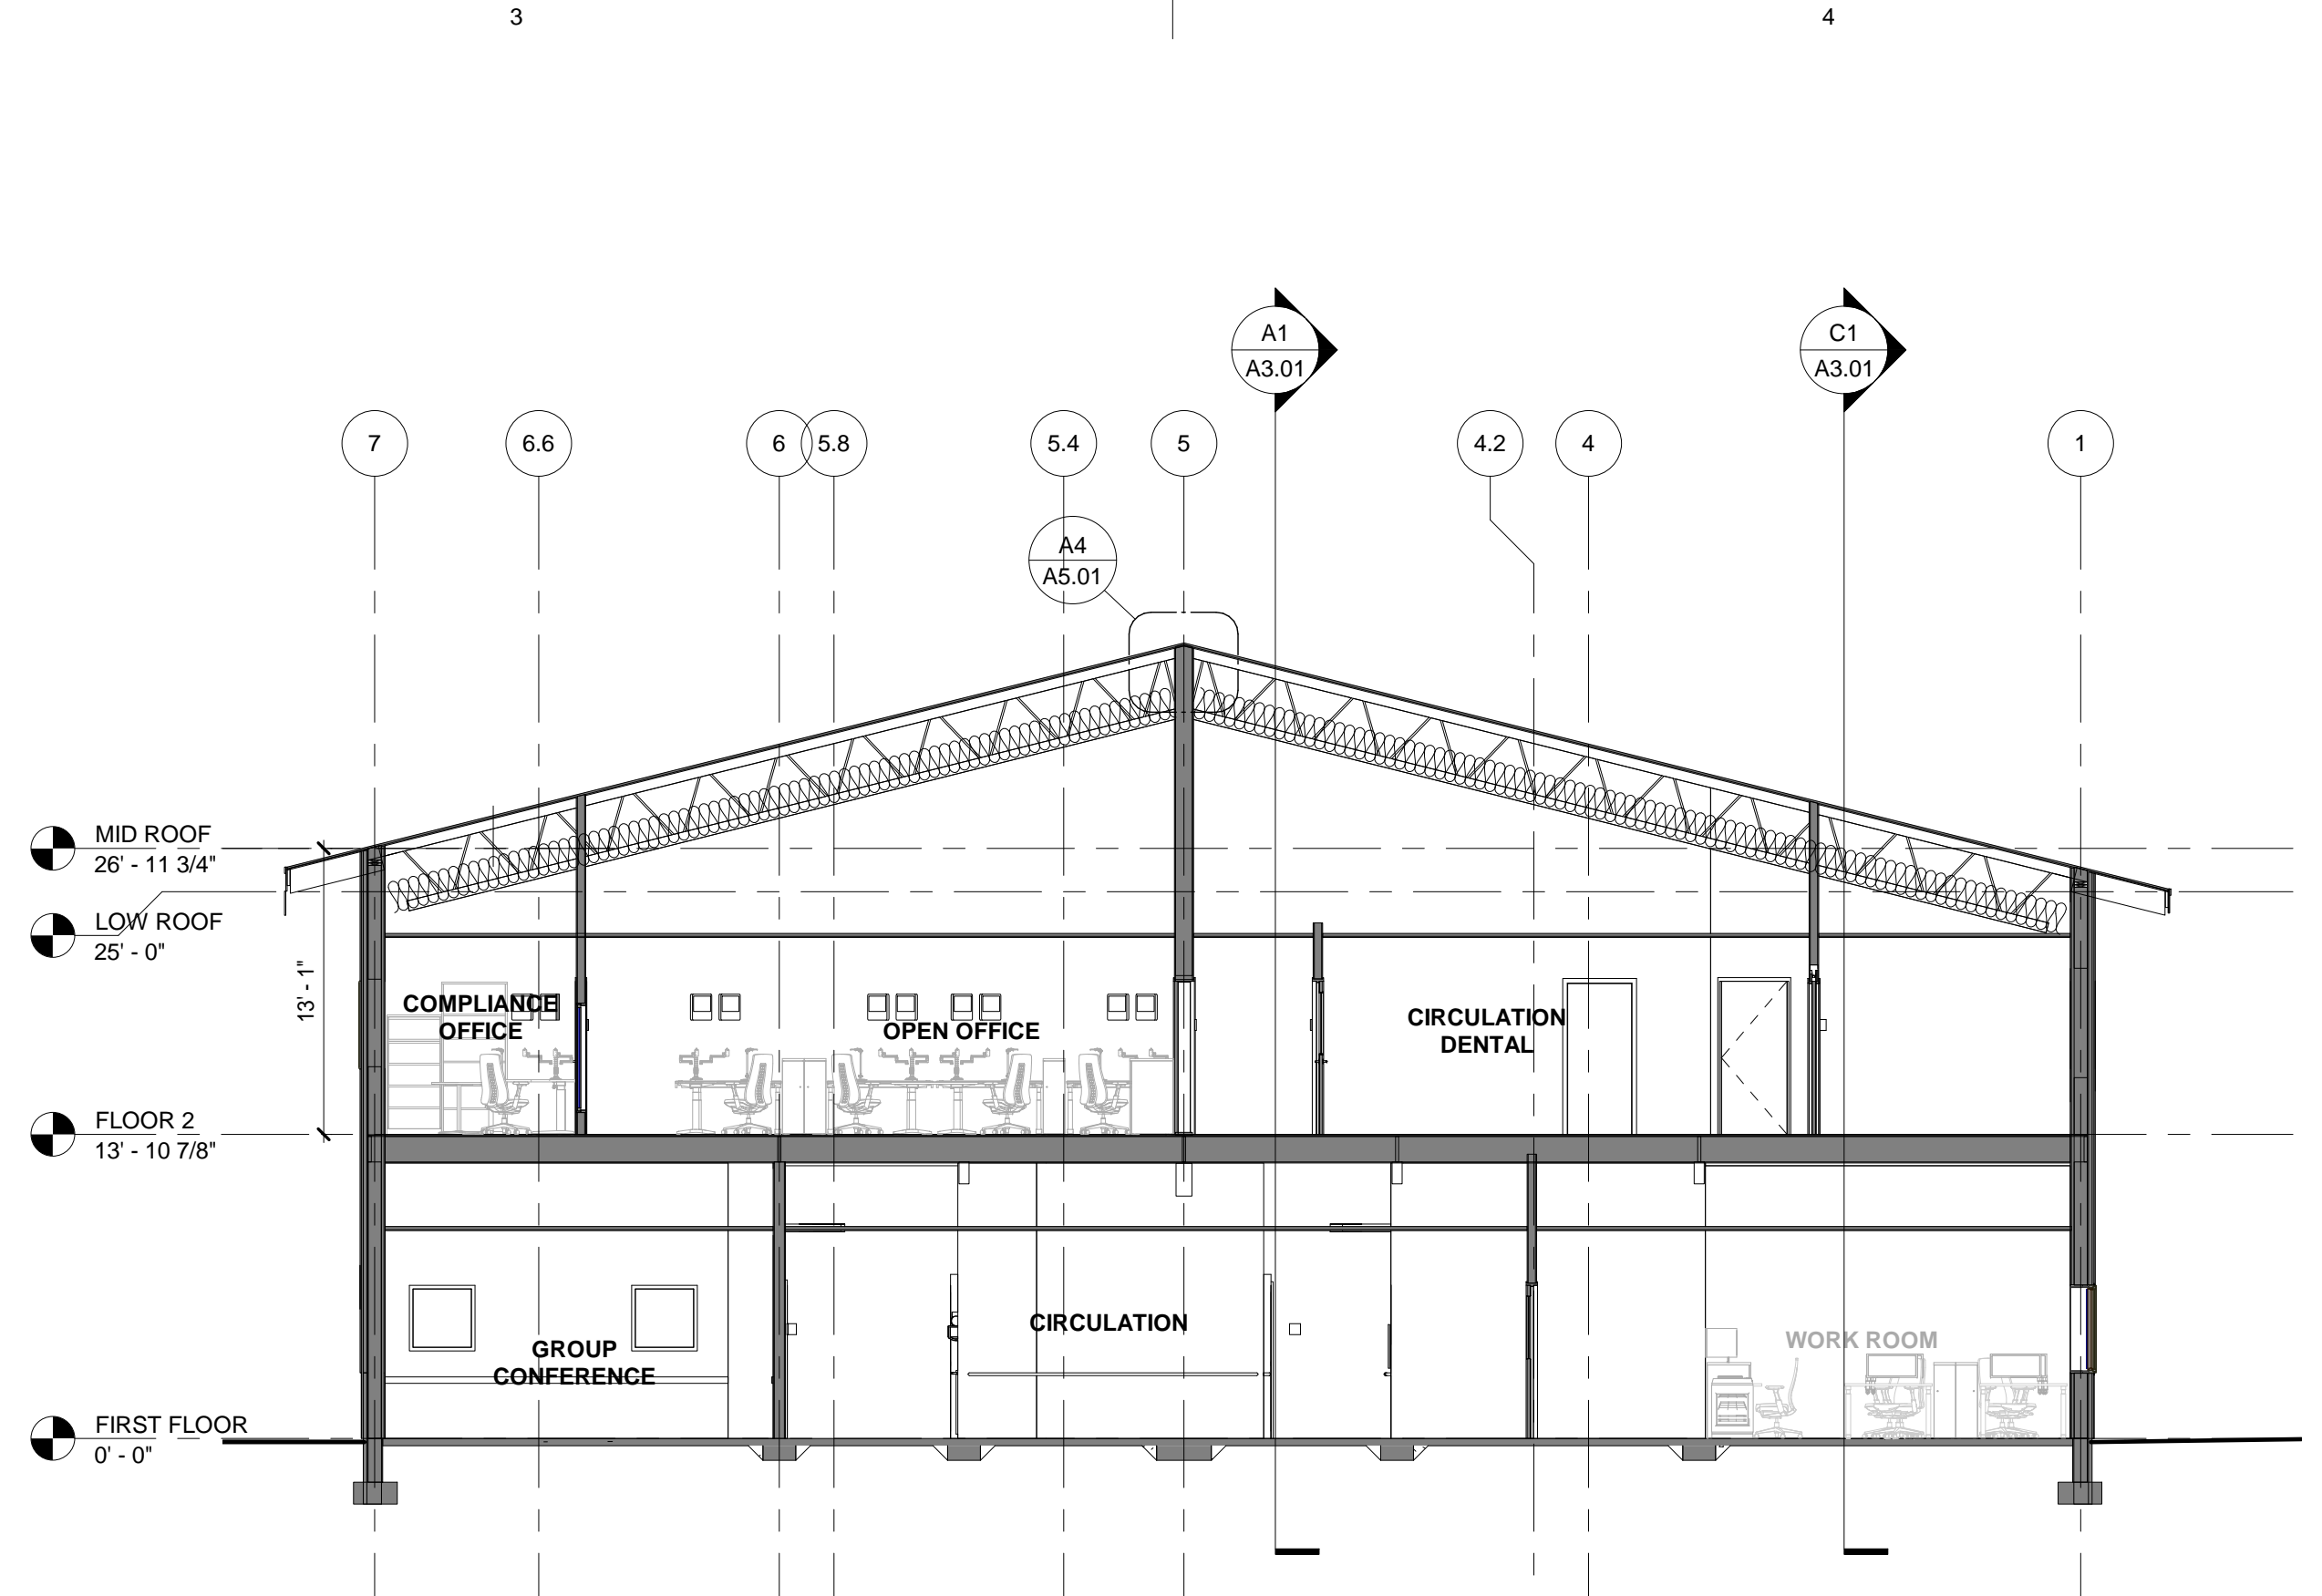 3
4
A1
A3.01
C1
A3.01
7
6.6
6
5.8
5.4
5
4.2
4
1
A4
A5.01
MID ROOF
26' - 11 3/4"
LOW ROOF
25' - 0"
13' - 1"
COMPLIANCE
OFFICE
OPEN OFFICE
CIRCULATION
DENTAL
FLOOR 2
13' - 10 7/8"
GROUP
CONFERENCE
CIRCULATION
WORK ROOM
FIRST FLOOR
0' - 0"